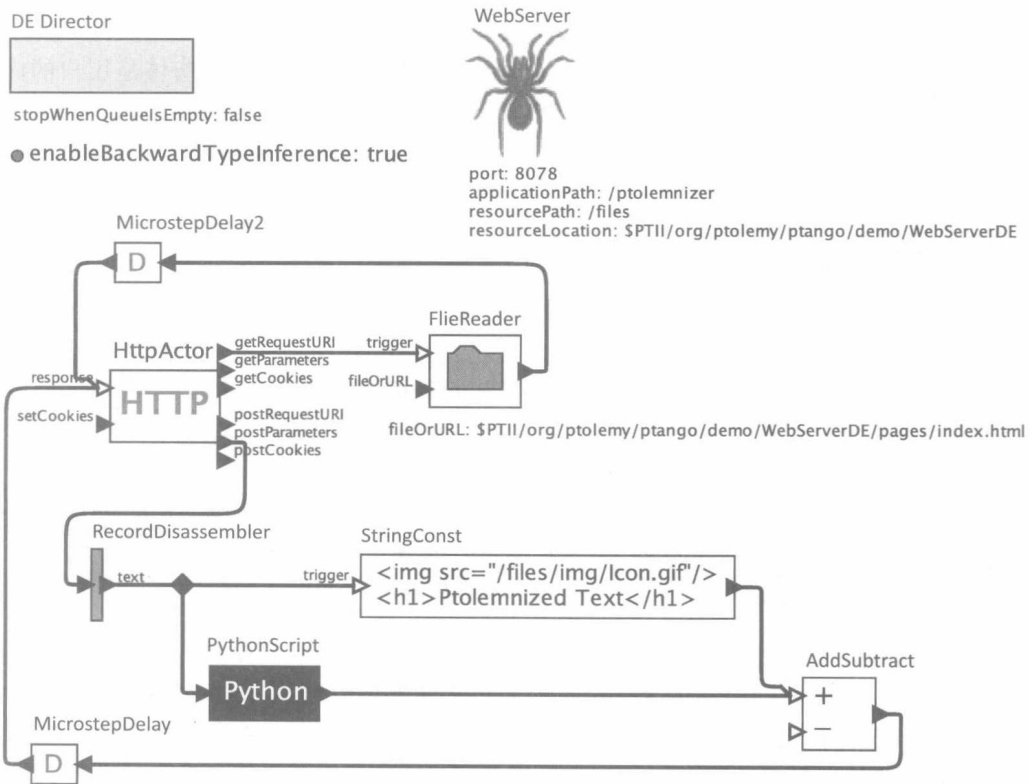 DE Director
WebServer
stopWhenQueueIsEmpty: false
enableBackwardTypeInference: true
port: 8078
applicationPath: /ptolemnizer
resourcePath: /files
resourceLocation: $PTII/org/ptolemy/ptango/demo/WebServerDE
MicrostepDelay2
D
FlieReader
HttpActor
getRequestURI
trigger
getParameters
getCookies
fileOrURL
response
HTTP
setCookies
postRequestURI
postParameters
postCookies
fileOrURL: $PTII/org/ptolemy/ptango/demo/WebServerDE/pages/index.html
RecordDisassembler
StringConst
text
trigger
<img src="/files/img/Icon.gif"/>
<h1>Ptolemnized Text</h1>
PythonScript
Python
AddSubtract
+
−
MicrostepDelay
D